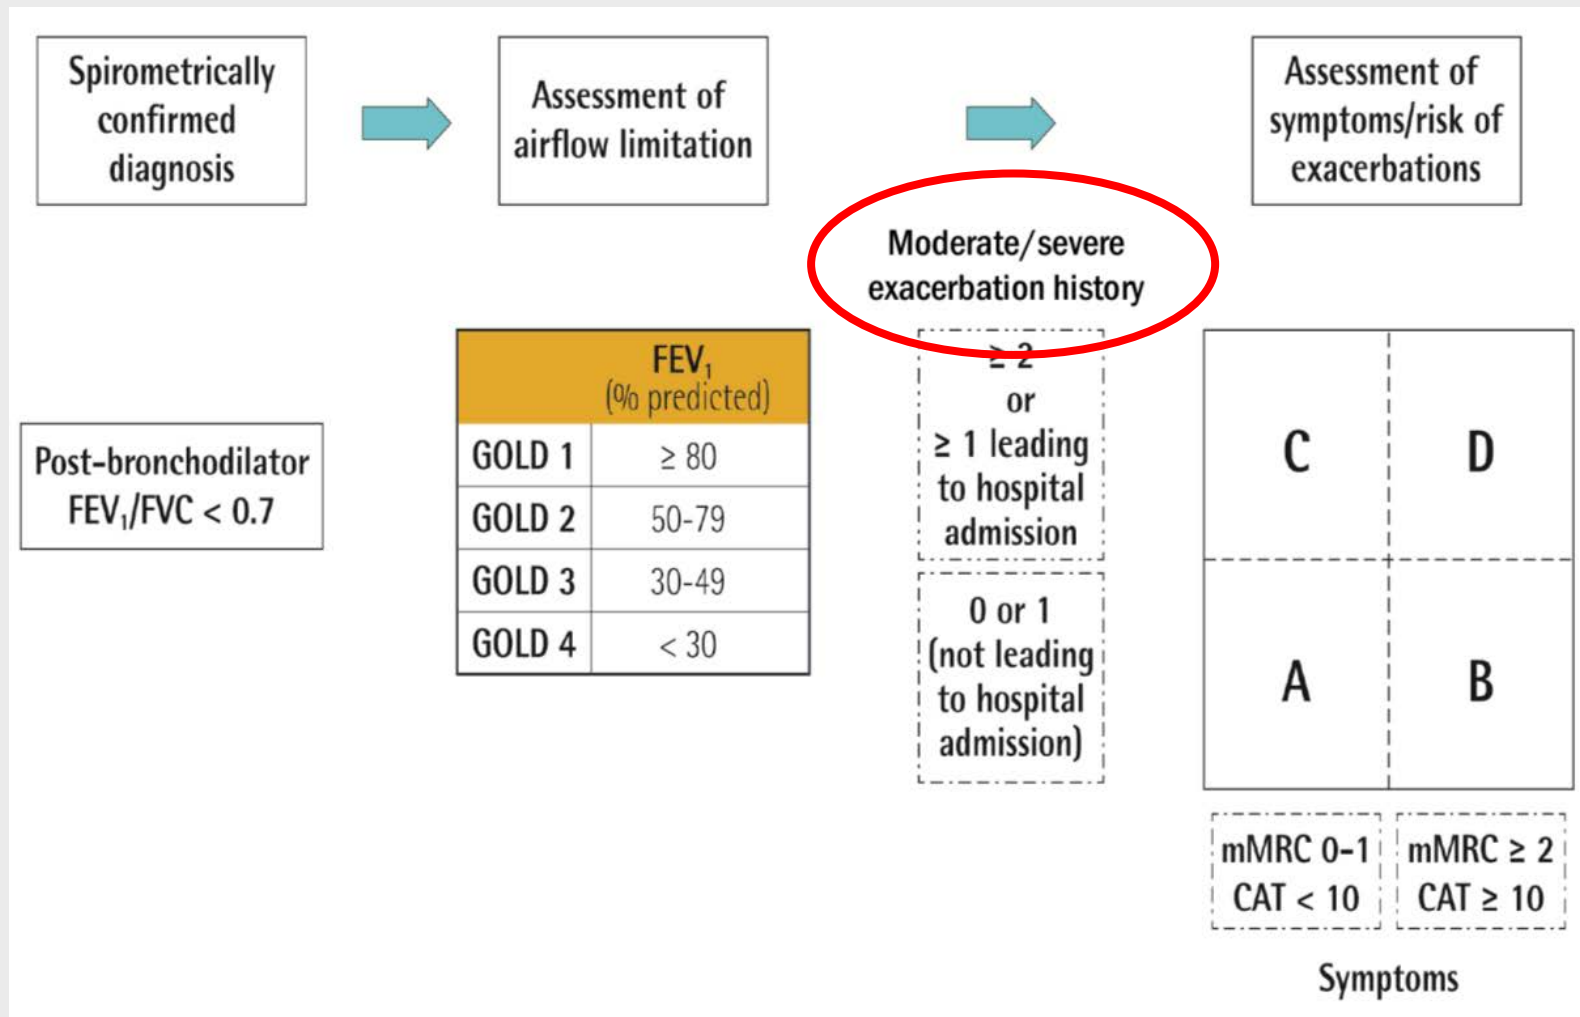 Spirometrically
confirmed
diagnosis
Assessment of
airflow limitation
Assessment of
symptoms/risk of
exacerbations
Moderate/severe
exacerbation history
Post-bronchodilator
FEV₁/FVC < 0.7
FEV₁
(% predicted)
GOLD 1 ≥ 80
GOLD 2 50-79
GOLD 3 30-49
GOLD 4 < 30
≥ 2
or
≥ 1 leading
to hospital
admission
0 or 1
(not leading
to hospital
admission)
C D
A B
mMRC 0-1
CAT < 10
mMRC ≥ 2
CAT ≥ 10
Symptoms